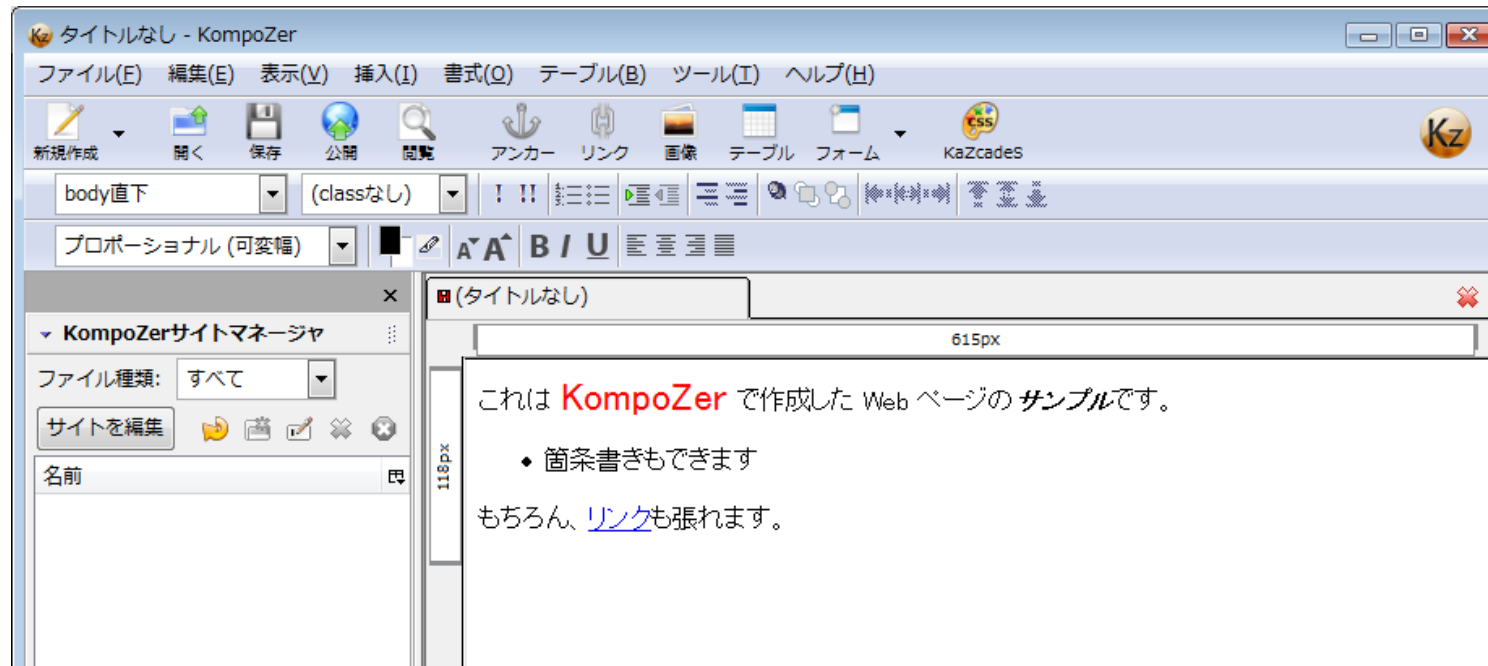 Kz タイトルなし - KompoZer
ファイル(F) 編集(E) 表示(V) 挿入(I) 書式(O) テーブル(B) ツール(T) ヘルプ(H)
新規作成 開く 保存 公開 閲覧 アンカー リンク 画像 テーブル フォーム CSS KaZcadeS Kz
body直下 (classなし)
プロポーショナル (可変幅) A A B I U
(タイトルなし)
KompoZerサイトマネージャ
615px
ファイル種類: すべて
サイトを編集
名前
118px
これは KompoZer で作成した Web ページの サンプルです。
• 箇条書きもできます
もちろん、リンクも張れます。